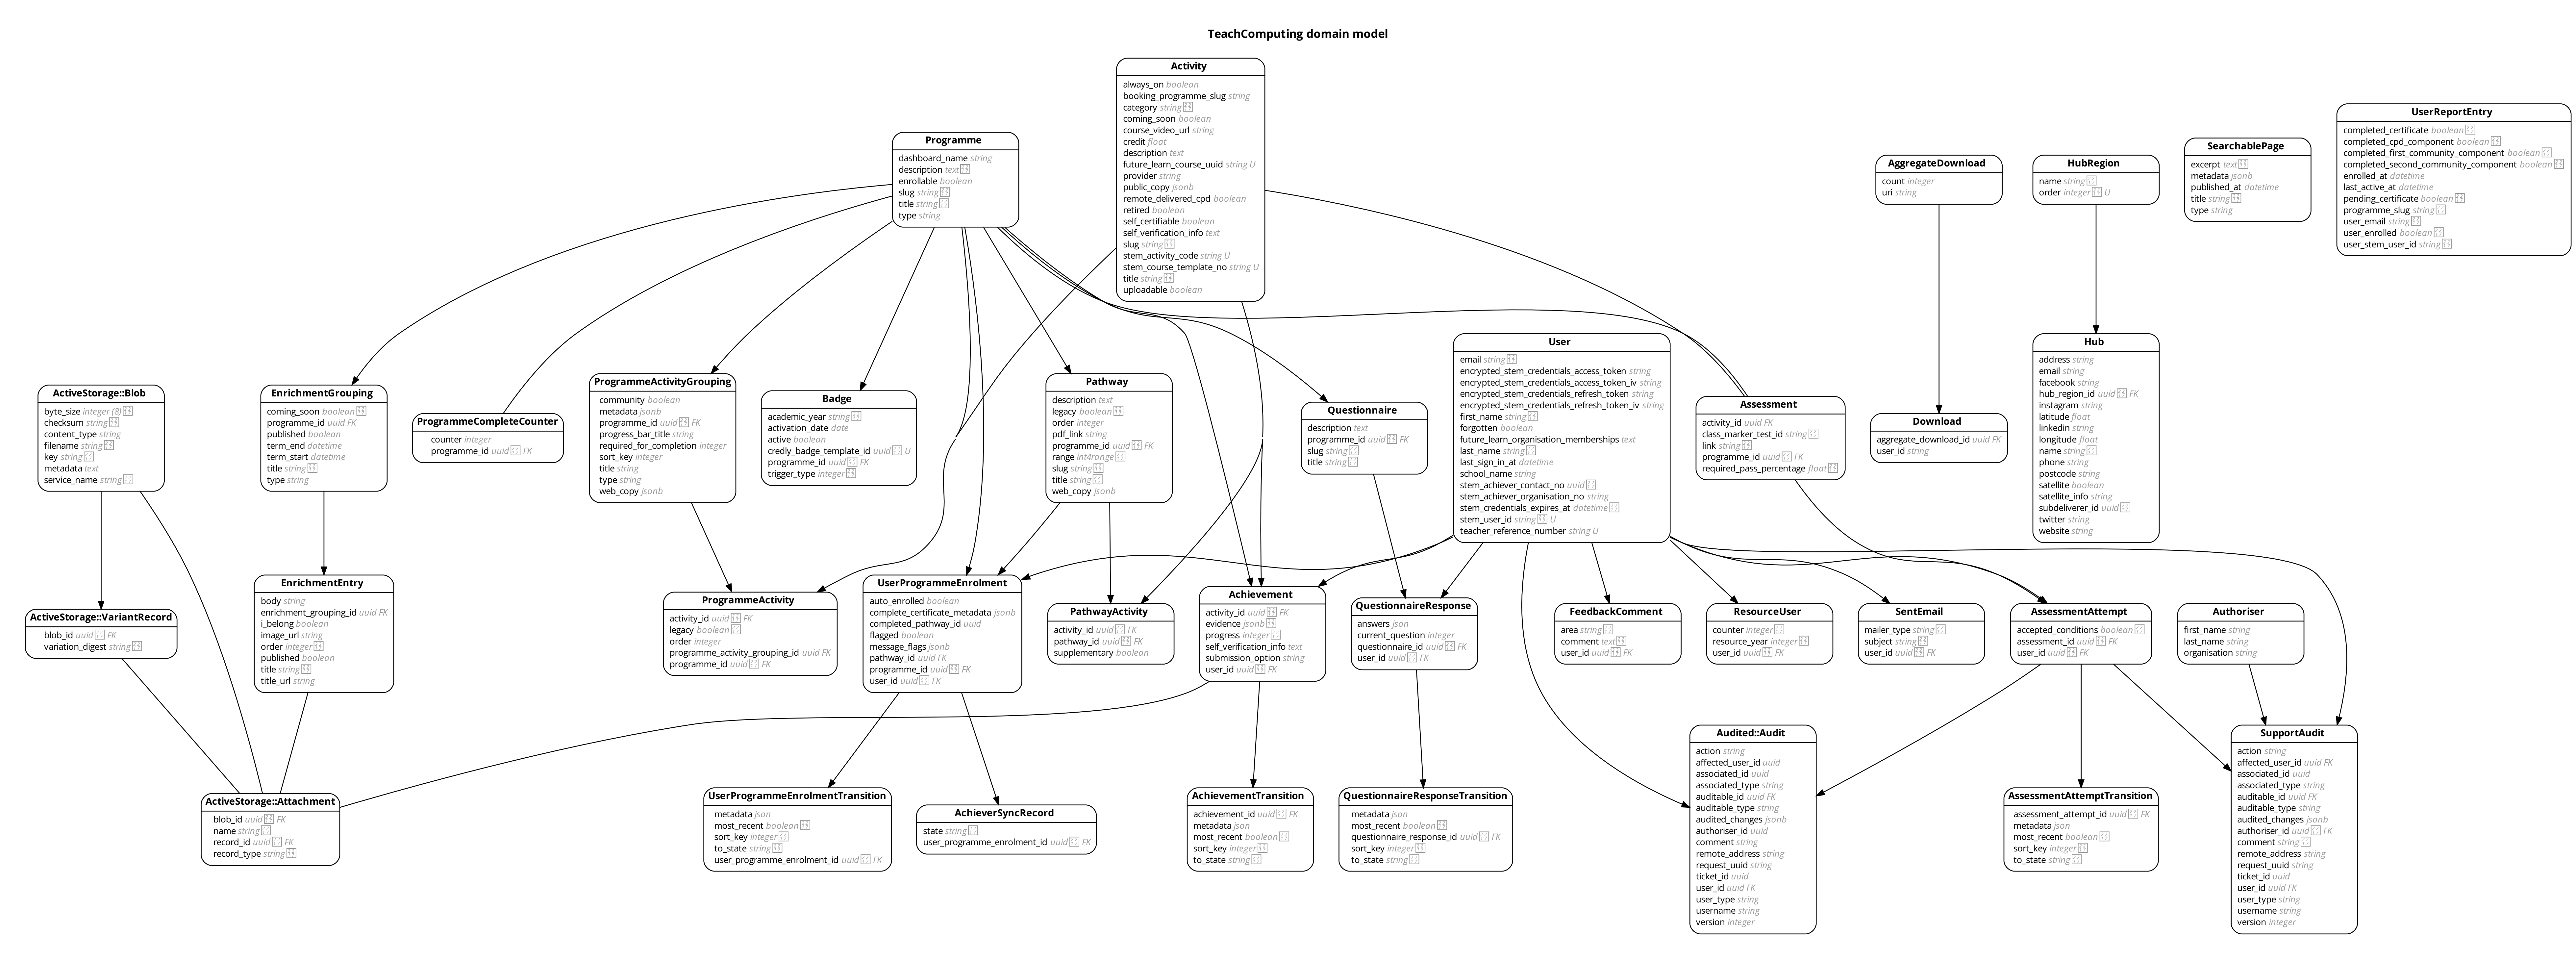 TeachComputing domain model
Activity
always_on boolean
booking_programme_slug string
category string
coming_soon boolean
course_video_url string
credit float
description text
future_learn_course_uuid string U
provider string
public_copy jsonb
remote_delivered_cpd boolean
retired boolean
self_certifiable boolean
self_verification_info text
slug string
stem_activity_code string U
stem_course_template_no string U
title string
uploadable boolean
UserReportEntry
completed_certificate boolean
completed_cpd_component boolean
completed_first_community_component boolean
completed_second_community_component boolean
enrolled_at datetime
last_active_at datetime
pending_certificate boolean
programme_slug string
user_email string
user_enrolled boolean
user_stem_user_id string
Programme
dashboard_name string
description text
enrollable boolean
slug string
title string
type string
SearchablePage
excerpt text
metadata jsonb
published_at datetime
title string
type string
AggregateDownload
count integer
uri string
HubRegion
name string
order integer U
User
email string
encrypted_stem_credentials_access_token string
encrypted_stem_credentials_access_token_iv string
encrypted_stem_credentials_refresh_token string
encrypted_stem_credentials_refresh_token_iv string
first_name string
forgotten boolean
future_learn_organisation_memberships text
last_name string
last_sign_in_at datetime
school_name string
stem_achiever_contact_no uuid
stem_achiever_organisation_no string
stem_credentials_expires_at datetime
stem_user_id string U
teacher_reference_number string U
Hub
address string
email string
facebook string
hub_region_id uuid FK
instagram string
latitude float
linkedin string
longitude float
name string
phone string
postcode string
satellite boolean
satellite_info string
subdeliverer_id uuid
twitter string
website string
ActiveStorage::Blob
byte_size integer (8)
checksum string
content_type string
filename string
key string
metadata text
service_name string
EnrichmentGrouping
coming_soon boolean
programme_id uuid FK
published boolean
term_end datetime
term_start datetime
title string
type string
ProgrammeCompleteCounter
counter integer
programme_id uuid FK
ProgrammeActivityGrouping
community boolean
metadata jsonb
programme_id uuid FK
progress_bar_title string
required_for_completion integer
sort_key integer
title string
type string
web_copy jsonb
Badge
academic_year string
activation_date date
active boolean
credly_badge_template_id uuid U
programme_id uuid FK
trigger_type integer
Pathway
description text
legacy boolean
order integer
pdf_link string
programme_id uuid FK
range int4range
slug string
title string
web_copy jsonb
Questionnaire
description text
programme_id uuid FK
slug string
title string
Assessment
activity_id uuid FK
class_marker_test_id string
link string
programme_id uuid FK
required_pass_percentage float
Download
aggregate_download_id uuid FK
user_id string
ActiveStorage::VariantRecord
blob_id uuid FK
variation_digest string
EnrichmentEntry
body string
enrichment_grouping_id uuid FK
i_belong boolean
image_url string
order integer
published boolean
title string
title_url string
ProgrammeActivity
activity_id uuid FK
legacy boolean
order integer
programme_activity_grouping_id uuid FK
programme_id uuid FK
UserProgrammeEnrolment
auto_enrolled boolean
complete_certificate_metadata jsonb
completed_pathway_id uuid
flagged boolean
message_flags jsonb
pathway_id uuid FK
programme_id uuid FK
user_id uuid FK
PathwayActivity
activity_id uuid FK
pathway_id uuid FK
supplementary boolean
Achievement
activity_id uuid FK
evidence jsonb
progress integer
self_verification_info text
submission_option string
user_id uuid FK
QuestionnaireResponse
answers json
current_question integer
questionnaire_id uuid FK
user_id uuid FK
FeedbackComment
area string
comment text
user_id uuid FK
ResourceUser
counter integer
resource_year integer
user_id uuid FK
SentEmail
mailer_type string
subject string
user_id uuid FK
AssessmentAttempt
accepted_conditions boolean
assessment_id uuid FK
user_id uuid FK
Authoriser
first_name string
last_name string
organisation string
ActiveStorage::Attachment
blob_id uuid FK
name string
record_id uuid FK
record_type string
UserProgrammeEnrolmentTransition
metadata json
most_recent boolean
sort_key integer
to_state string
user_programme_enrolment_id uuid FK
AchieverSyncRecord
state string
user_programme_enrolment_id uuid FK
AchievementTransition
achievement_id uuid FK
metadata json
most_recent boolean
sort_key integer
to_state string
QuestionnaireResponseTransition
metadata json
most_recent boolean
questionnaire_response_id uuid FK
sort_key integer
to_state string
Audited::Audit
action string
affected_user_id uuid
associated_id uuid
associated_type string
auditable_id uuid FK
auditable_type string
audited_changes jsonb
authoriser_id uuid
comment string
remote_address string
request_uuid string
ticket_id uuid
user_id uuid FK
user_type string
username string
version integer
AssessmentAttemptTransition
assessment_attempt_id uuid FK
metadata json
most_recent boolean
sort_key integer
to_state string
SupportAudit
action string
affected_user_id uuid FK
associated_id uuid
associated_type string
auditable_id uuid FK
auditable_type string
audited_changes jsonb
authoriser_id uuid FK
comment string
remote_address string
request_uuid string
ticket_id uuid
user_id uuid FK
user_type string
username string
version integer